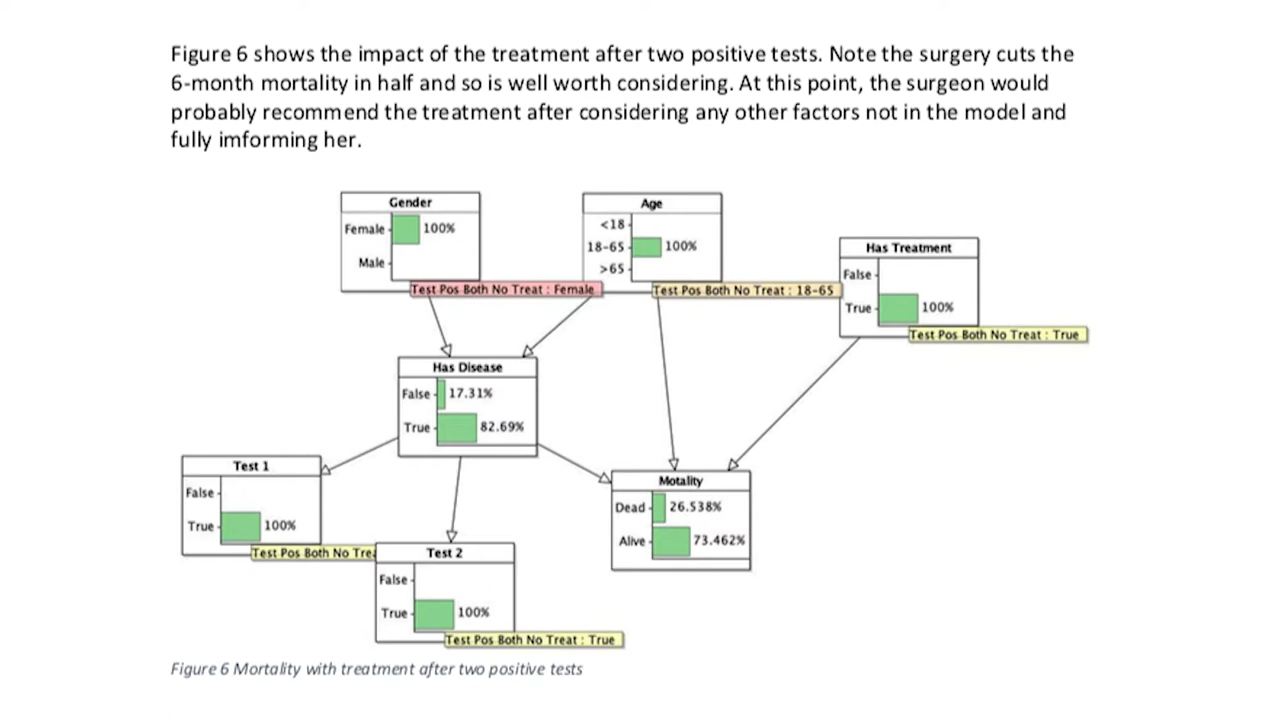 Figure 6 shows the impact of the treatment after two positive tests. Note the surgery cuts the
6-month mortality in half and so is well worth considering. At this point, the surgeon would
probably recommend the treatment after considering any other factors not in the model and
fully imforming her.
Gender
Female 100%
Male
Test Pos Both No Treat : Female
Age
<18
18-65 100%
>65
Test Pos Both No Treat : 18-65
Has Treatment
False
True 100%
Test Pos Both No Treat : True
Has Disease
False 17.31%
True 82.69%
Test 1
False
True 100%
Test Pos Both No Trea
Test 2
False
True 100%
Test Pos Both No Treat : True
Motality
Dead 26.538%
Alive 73.462%
Figure 6 Mortality with treatment after two positive tests